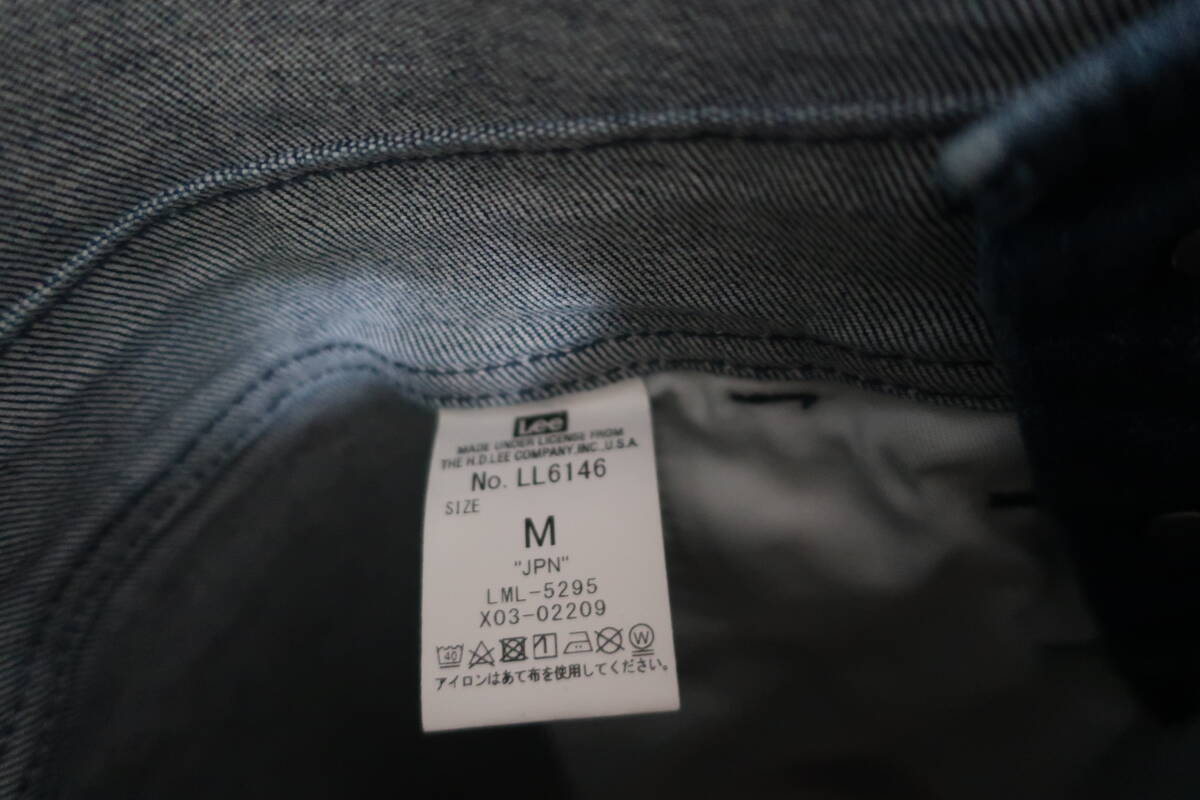 Lee
MADE UNDER LICENSE FROM
THE H.D.LEE COMPANY,INC.,U.S.A.
No. LL6146
SIZE
M
"JPN"
LML-5295
X03-02209
40 W
アイロンはあて布を使用してください。